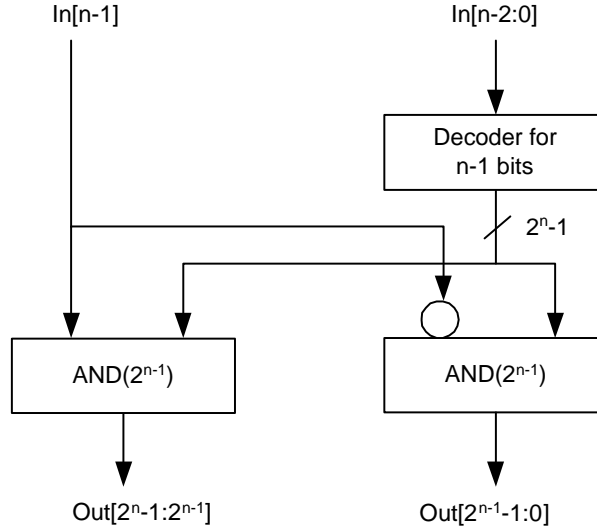 In[n-1] In[n-2:0]
Decoder for
n-1 bits
2ⁿ-1
AND(2ⁿ⁻¹) AND(2ⁿ⁻¹)
Out[2ⁿ-1:2ⁿ⁻¹] Out[2ⁿ⁻¹-1:0]